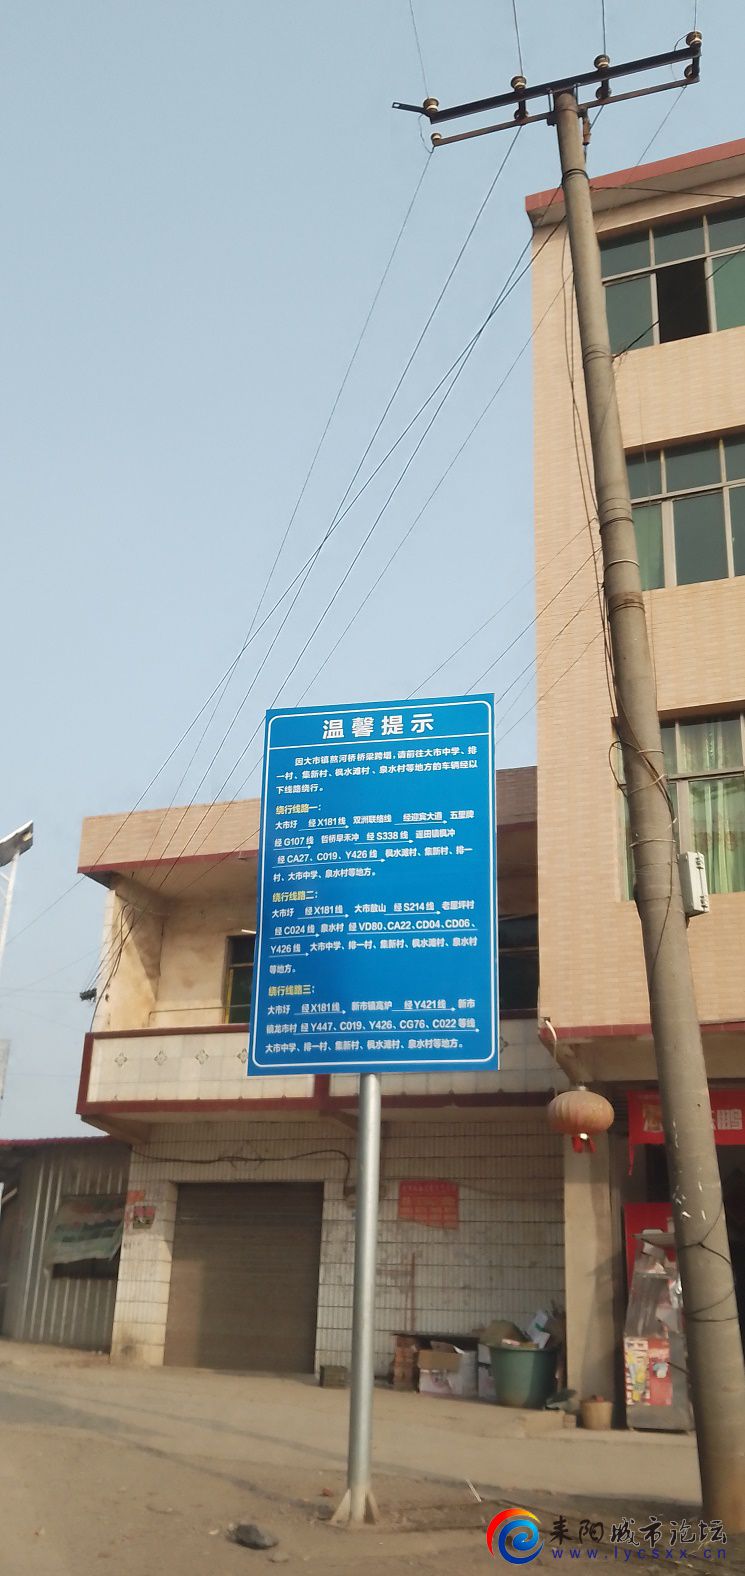 温馨提示
因大市镇敖河桥桥梁垮塌,请前往大市中学、排
一村、集新村、枫水滩村、泉水村等地方的车辆经以
下线路绕行。
绕行线路一:
大市圩 经X181线 双洲联络线 经迎宾大道 五里牌
经G107线 哲桥早禾冲 经S338线 遥田镇枫冲
经CA27、C019、Y426线 枫水滩村、集新村、排一
村、大市中学、泉水村等地方。
绕行线路二:
大市圩 经X181线 大市敖山 经S214线 老屋坪村
经C024线 泉水村 经VD80、CA22、CD04、CD06、
Y426线 大市中学、排一村、集新村、枫水滩村、泉水村
等地方。
绕行线路三:
大市圩 经X181线 新市镇高炉 经Y421线 新市
镇龙市村 经Y447、C019、Y426、CG76、C022等线
大市中学、排一村、集新村、枫水滩村、泉水村等地方。
耒阳城市论坛
www.lycsxx.cn